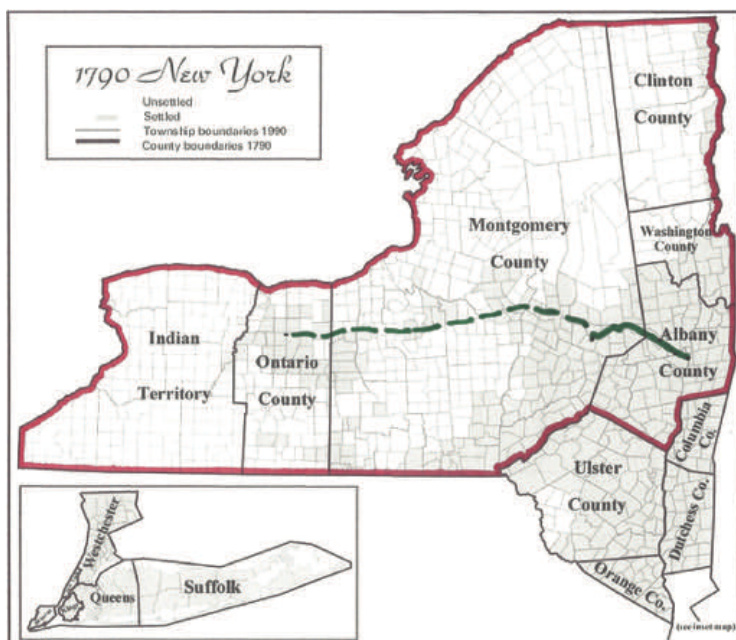 1790 New York
Unsettled
Settled
Township boundaries 1990
County boundaries 1790
Clinton
County
Montgomery
County
Washington
County
Indian
Territory
Ontario
County
Albany
County
Columbia
Co.
Ulster
County
Dutchess Co.
Orange Co.
(see inset map)
Westchester
Queens
Suffolk